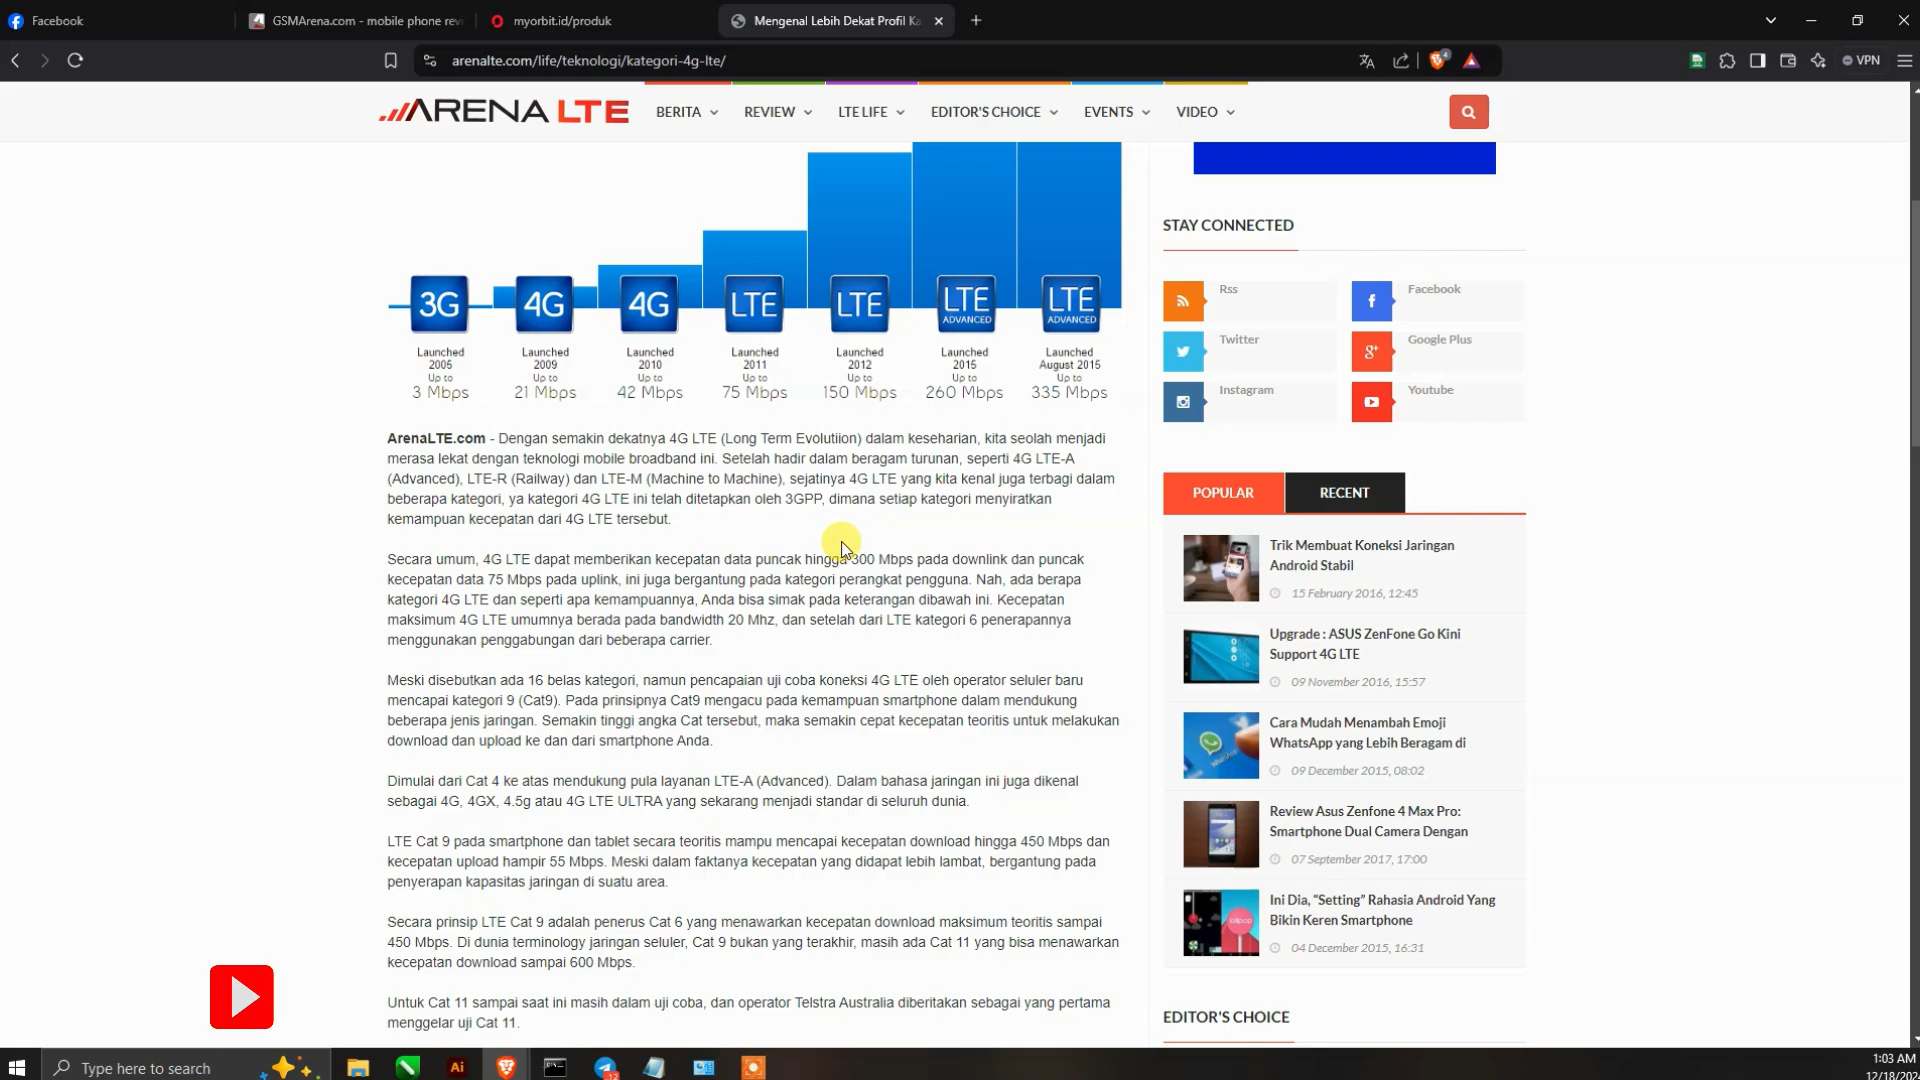 Facebook
GSMArena.com - mobile phone revi
myorbit.id/produk
Mengenal Lebih Dekat Profil Ka
arenalte.com/life/teknologi/kategori-4g-lte/
4
VPN
ARENA LTE
BERITA
REVIEW
LTE LIFE
EDITOR'S CHOICE
EVENTS
VIDEO
3G
4G
4G
LTE
LTE
LTE ADVANCED
LTE ADVANCED
Launched 2005 Up to 3 Mbps
Launched 2009 Up to 21 Mbps
Launched 2010 Up to 42 Mbps
Launched 2011 Up to 75 Mbps
Launched 2012 Up to 150 Mbps
Launched 2015 Up to 260 Mbps
Launched August 2015 Up to 335 Mbps
ArenaLTE.com - Dengan semakin dekatnya 4G LTE (Long Term Evolutiion) dalam keseharian, kita seolah menjadi
merasa lekat dengan teknologi mobile broadband ini. Setelah hadir dalam beragam turunan, seperti 4G LTE-A
(Advanced), LTE-R (Railway) dan LTE-M (Machine to Machine), sejatinya 4G LTE yang kita kenal juga terbagi dalam
beberapa kategori, ya kategori 4G LTE ini telah ditetapkan oleh 3GPP, dimana setiap kategori menyiratkan
kemampuan kecepatan dari 4G LTE tersebut.
Secara umum, 4G LTE dapat memberikan kecepatan data puncak hingga 300 Mbps pada downlink dan puncak
kecepatan data 75 Mbps pada uplink, ini juga bergantung pada kategori perangkat pengguna. Nah, ada berapa
kategori 4G LTE dan seperti apa kemampuannya, Anda bisa simak pada keterangan dibawah ini. Kecepatan
maksimum 4G LTE umumnya berada pada bandwidth 20 Mhz, dan setelah dari LTE kategori 6 penerapannya
menggunakan penggabungan dari beberapa carrier.
Meski disebutkan ada 16 belas kategori, namun pencapaian uji coba koneksi 4G LTE oleh operator seluler baru
mencapai kategori 9 (Cat9). Pada prinsipnya Cat9 mengacu pada kemampuan smartphone dalam mendukung
beberapa jenis jaringan. Semakin tinggi angka Cat tersebut, maka semakin cepat kecepatan teoritis untuk melakukan
download dan upload ke dan dari smartphone Anda.
Dimulai dari Cat 4 ke atas mendukung pula layanan LTE-A (Advanced). Dalam bahasa jaringan ini juga dikenal
sebagai 4G, 4GX, 4.5g atau 4G LTE ULTRA yang sekarang menjadi standar di seluruh dunia.
LTE Cat 9 pada smartphone dan tablet secara teoritis mampu mencapai kecepatan download hingga 450 Mbps dan
kecepatan upload hampir 55 Mbps. Meski dalam faktanya kecepatan yang didapat lebih lambat, bergantung pada
penyerapan kapasitas jaringan di suatu area.
Secara prinsip LTE Cat 9 adalah penerus Cat 6 yang menawarkan kecepatan download maksimum teoritis sampai
450 Mbps. Di dunia terminology jaringan seluler, Cat 9 bukan yang terakhir, masih ada Cat 11 yang bisa menawarkan
kecepatan download sampai 600 Mbps.
Untuk Cat 11 sampai saat ini masih dalam uji coba, dan operator Telstra Australia diberitakan sebagai yang pertama
menggelar uji Cat 11.
STAY CONNECTED
Rss
Facebook
Twitter
Google Plus
Instagram
Youtube
POPULAR
RECENT
Trik Membuat Koneksi Jaringan
Android Stabil
15 February 2016, 12:45
Upgrade : ASUS ZenFone Go Kini
Support 4G LTE
09 November 2016, 15:57
Cara Mudah Menambah Emoji
WhatsApp yang Lebih Beragam di
09 December 2015, 08:02
Review Asus Zenfone 4 Max Pro:
Smartphone Dual Camera Dengan
07 September 2017, 17:00
Ini Dia, “Setting” Rahasia Android Yang
Bikin Keren Smartphone
04 December 2015, 16:31
EDITOR'S CHOICE
Type here to search
Ai
1:03 AM